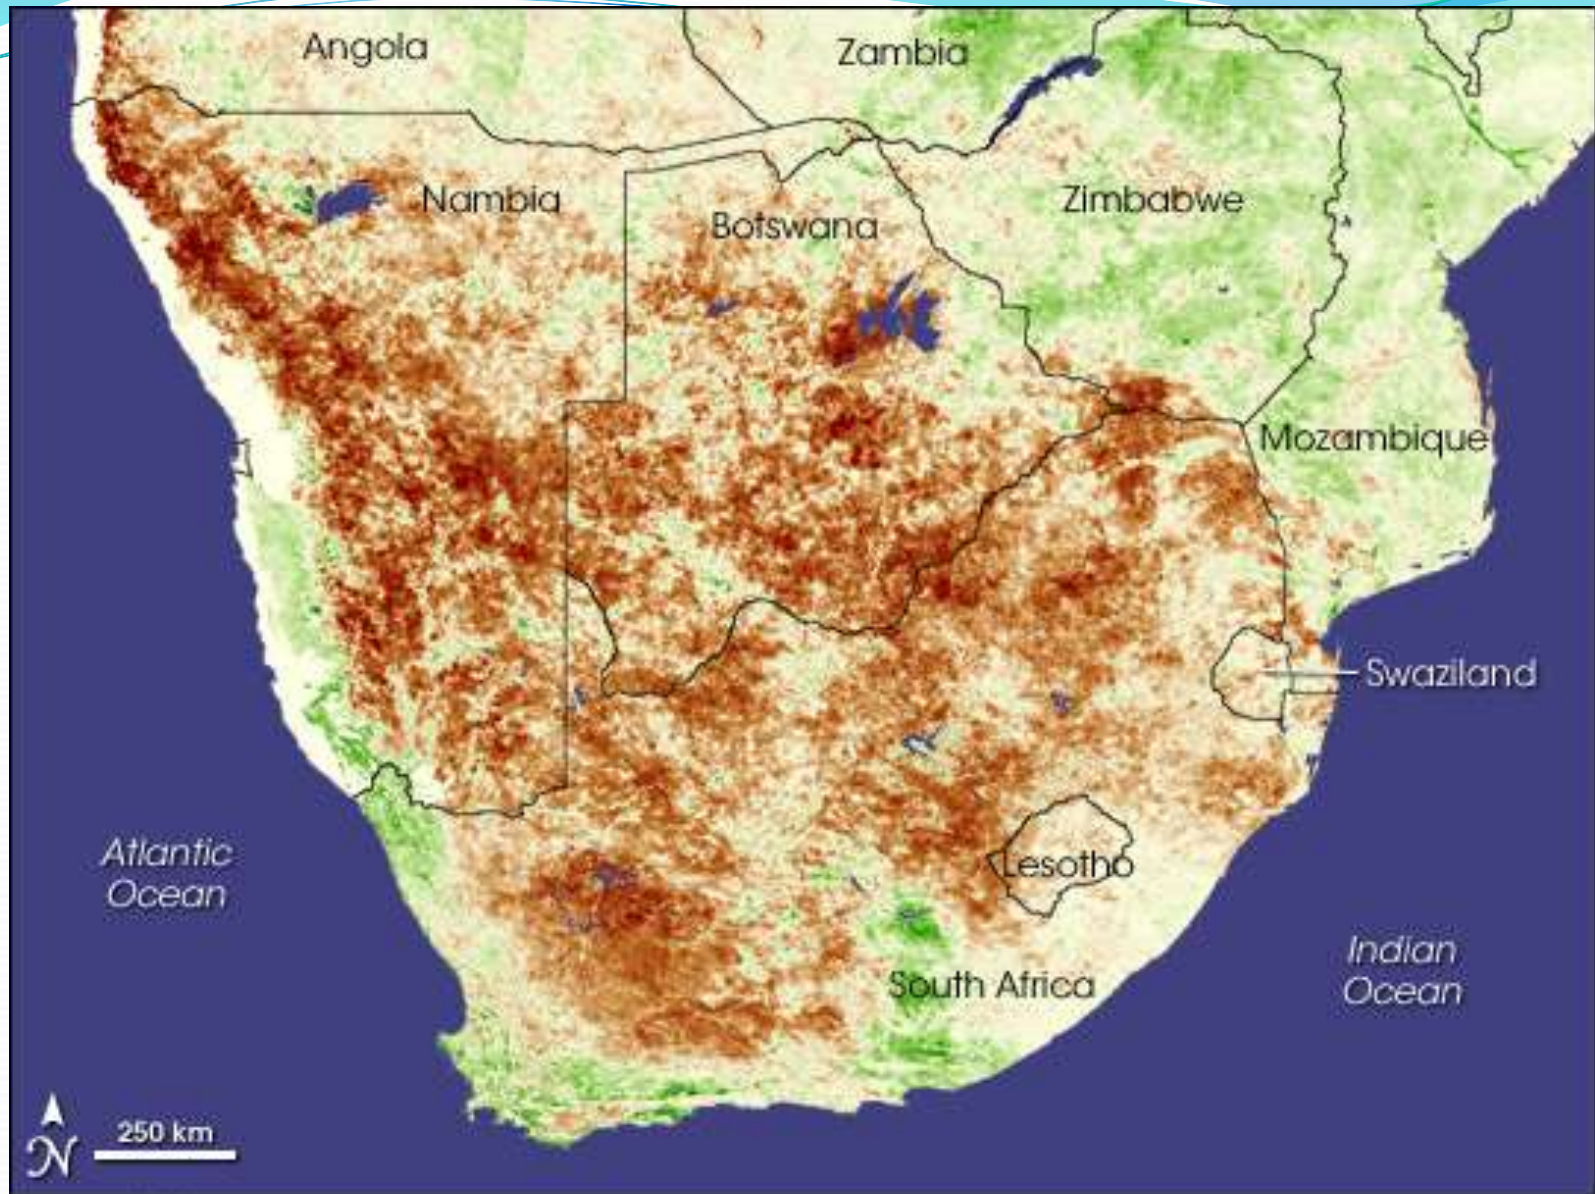 Angola
Zambia
Nambia
Botswana
Zimbabwe
Mozambique
Swaziland
Lesotho
South Africa
Atlantic
Ocean
Indian
Ocean
250 km
N